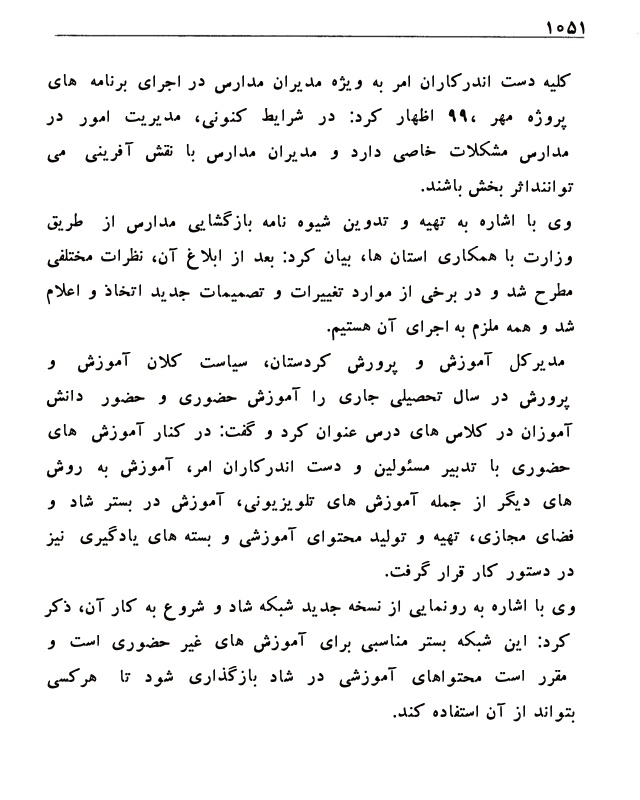 ۱۰۵۱
کلیه دست اندرکاران امر به ویژه مدیران مدارس در اجرای برنامه های
پروژه مهر ۹۹، اظهار کرد: در شرایط کنونی، مدیریت امور در
مدارس مشکلات خاصی دارد و مدیران مدارس با نقش آفرینی می
توانند‌اثر بخش باشند.
وی با اشاره به تهیه و تدوین شیوه نامه بازگشایی مدارس از طریق
وزارت با همکاری استان ها، بیان کرد: بعد از ابلاغ آن، نظرات مختلفی
مطرح شد و در برخی از موارد تغییرات و تصمیمات جدید اتخاذ و اعلام
شد و همه ملزم به اجرای آن هستیم.
مدیرکل آموزش و پرورش کردستان، سیاست کلان آموزش و
پرورش در سال تحصیلی جاری را آموزش حضوری و حضور دانش
آموزان در کلاس های درس عنوان کرد و گفت: در کنار آموزش های
حضوری با تدبیر مسئولین و دست اندرکاران امر، آموزش به روش
های دیگر از جمله آموزش های تلویزیونی، آموزش در بستر شاد و
فضای مجازی، تهیه و تولید محتوای آموزشی و بسته های یادگیری نیز
در دستور کار قرار گرفت.
وی با اشاره به رونمایی از نسخه جدید شبکه شاد و شروع به کار آن، ذکر
کرد: این شبکه بستر مناسبی برای آموزش های غیر حضوری است و
مقرر است محتواهای آموزشی در شاد بازگذاری شود تا هرکسی
بتواند از آن استفاده کند.